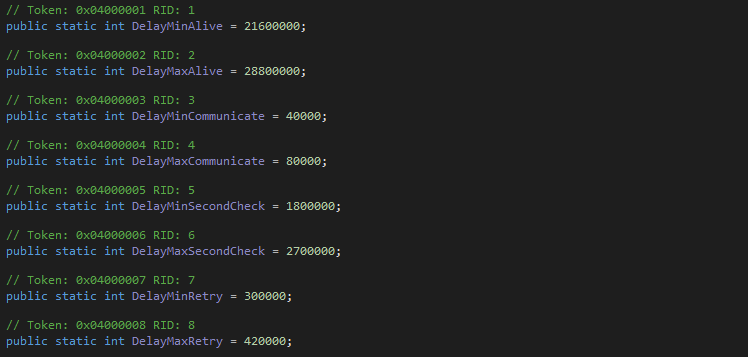 // Token: 0x04000001 RID: 1
public static int DelayMinAlive = 21600000;
// Token: 0x04000002 RID: 2
public static int DelayMaxAlive = 28800000;
// Token: 0x04000003 RID: 3
public static int DelayMinCommunicate = 40000;
// Token: 0x04000004 RID: 4
public static int DelayMaxCommunicate = 80000;
// Token: 0x04000005 RID: 5
public static int DelayMinSecondCheck = 1800000;
// Token: 0x04000006 RID: 6
public static int DelayMaxSecondCheck = 2700000;
// Token: 0x04000007 RID: 7
public static int DelayMinRetry = 300000;
// Token: 0x04000008 RID: 8
public static int DelayMaxRetry = 420000;